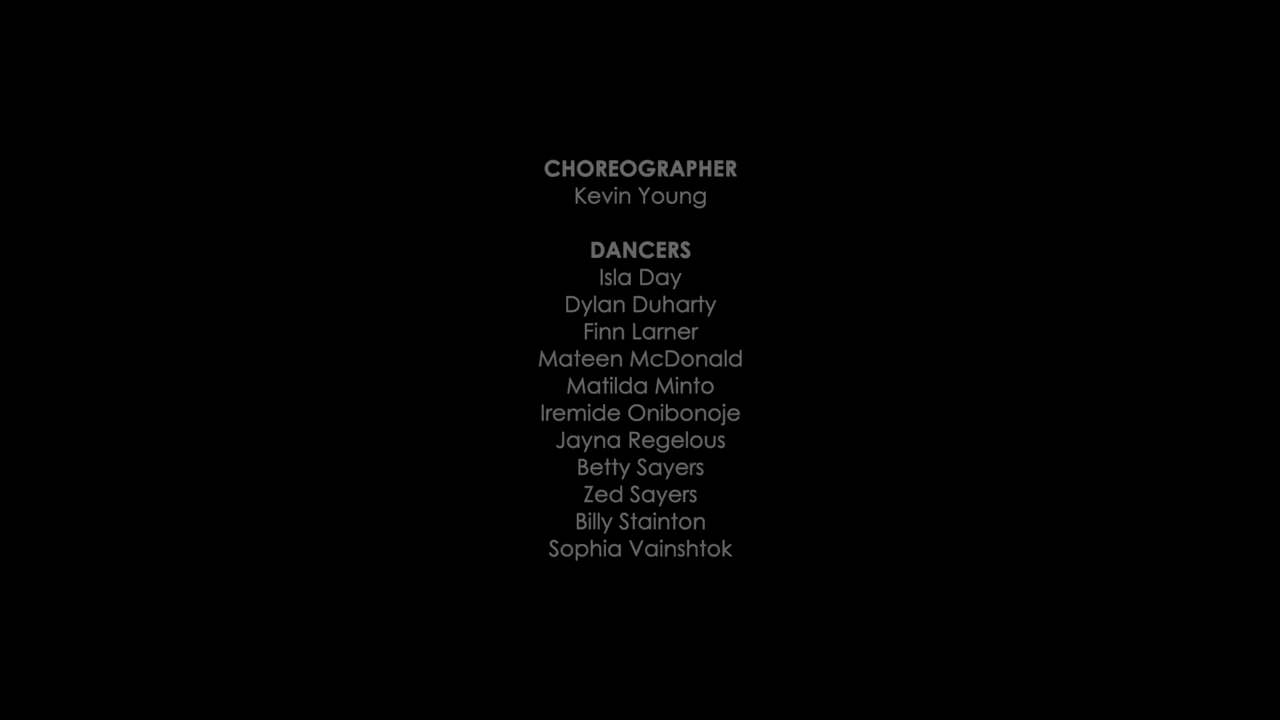 CHOREOGRAPHER
Kevin Young
DANCERS
Isla Day
Dylan Duharty
Finn Larner
Mateen McDonald
Matilda Minto
Iremide Onibonoje
Jayna Regelous
Betty Sayers
Zed Sayers
Billy Stainton
Sophia Vainshtok